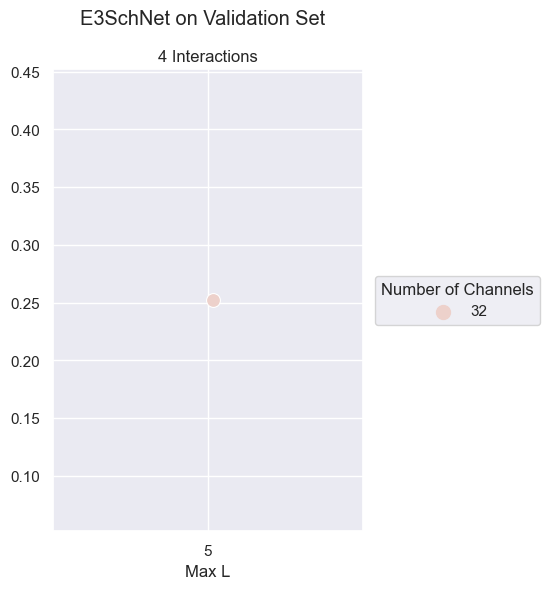 E3SchNet on Validation Set
4 Interactions
0.45
0.40
0.35
0.30
0.25
0.20
0.15
0.10
5
Max L
Number of Channels
32